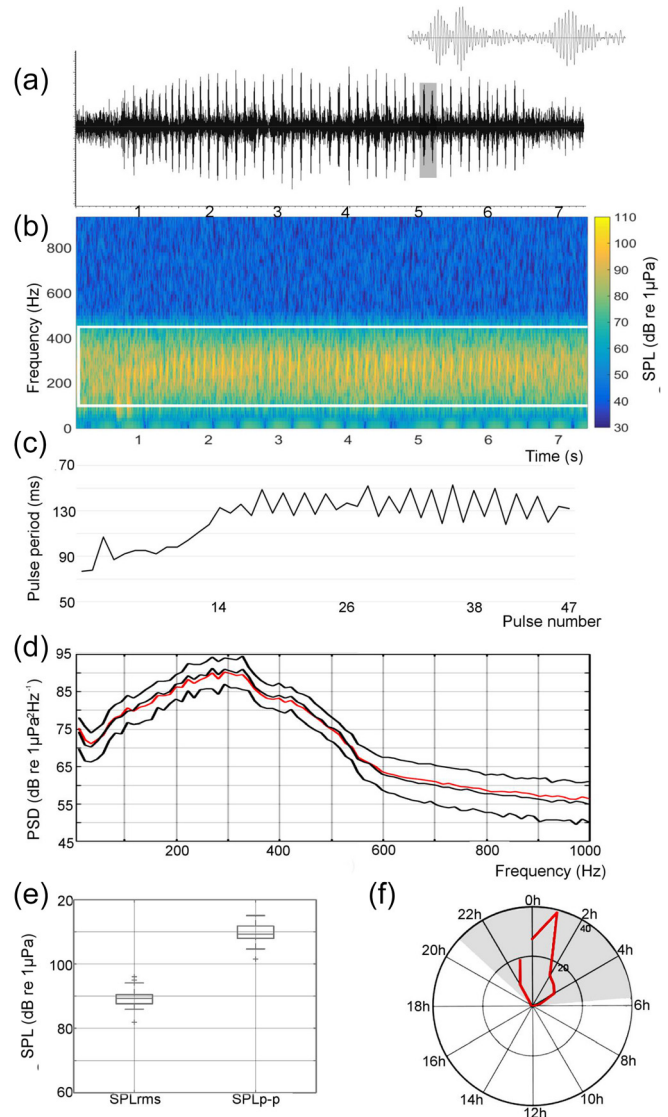 (a)
1 2 3 4 5 6 7
(b)
800
600
400
200
0
Frequency (Hz)
1 2 3 4 5 6 7
Time (s)
110
100
90
80
70
60
50
40
30
_ SPL (dB re 1µPa)
(c)
70
130
90
50
Pulse period (ms)
14 26 38 47
Pulse number
(d)
95
85
75
65
55
45
PSD (dB re 1µPa²Hz⁻¹)
200 400 600 800 1000
Frequency (Hz)
(e)
20
100
80
60
_ SPL (dB re 1µPa)
SPLrms SPLp-p
(f)
0h
2h
4h
6h
8h
10h
12h
14h
16h
18h
20h
22h
40
20